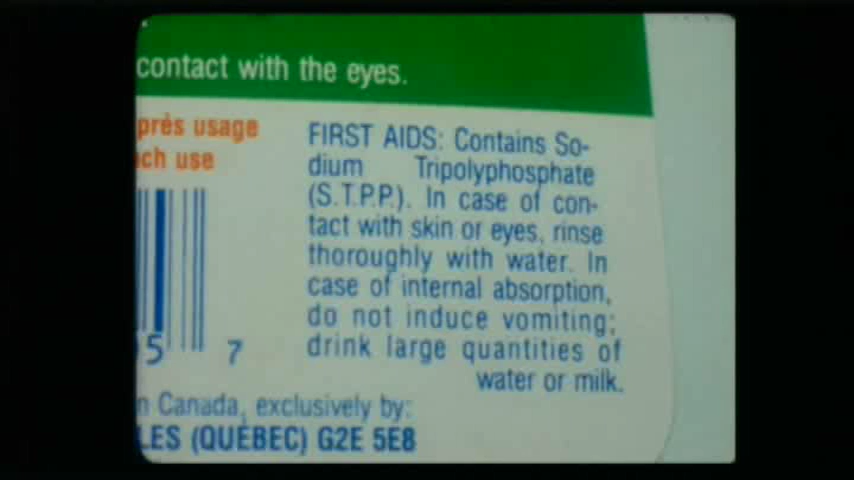 contact with the eyes.
près usage
ch use
FIRST AIDS: Contains So-
dium Tripolyphosphate
(S.T.P.P.). In case of con-
tact with skin or eyes, rinse
thoroughly with water. In
case of internal absorption,
do not induce vomiting;
drink large quantities of
water or milk.
5 7
n Canada, exclusively by:
LES (QUÉBEC) G2E 5E8